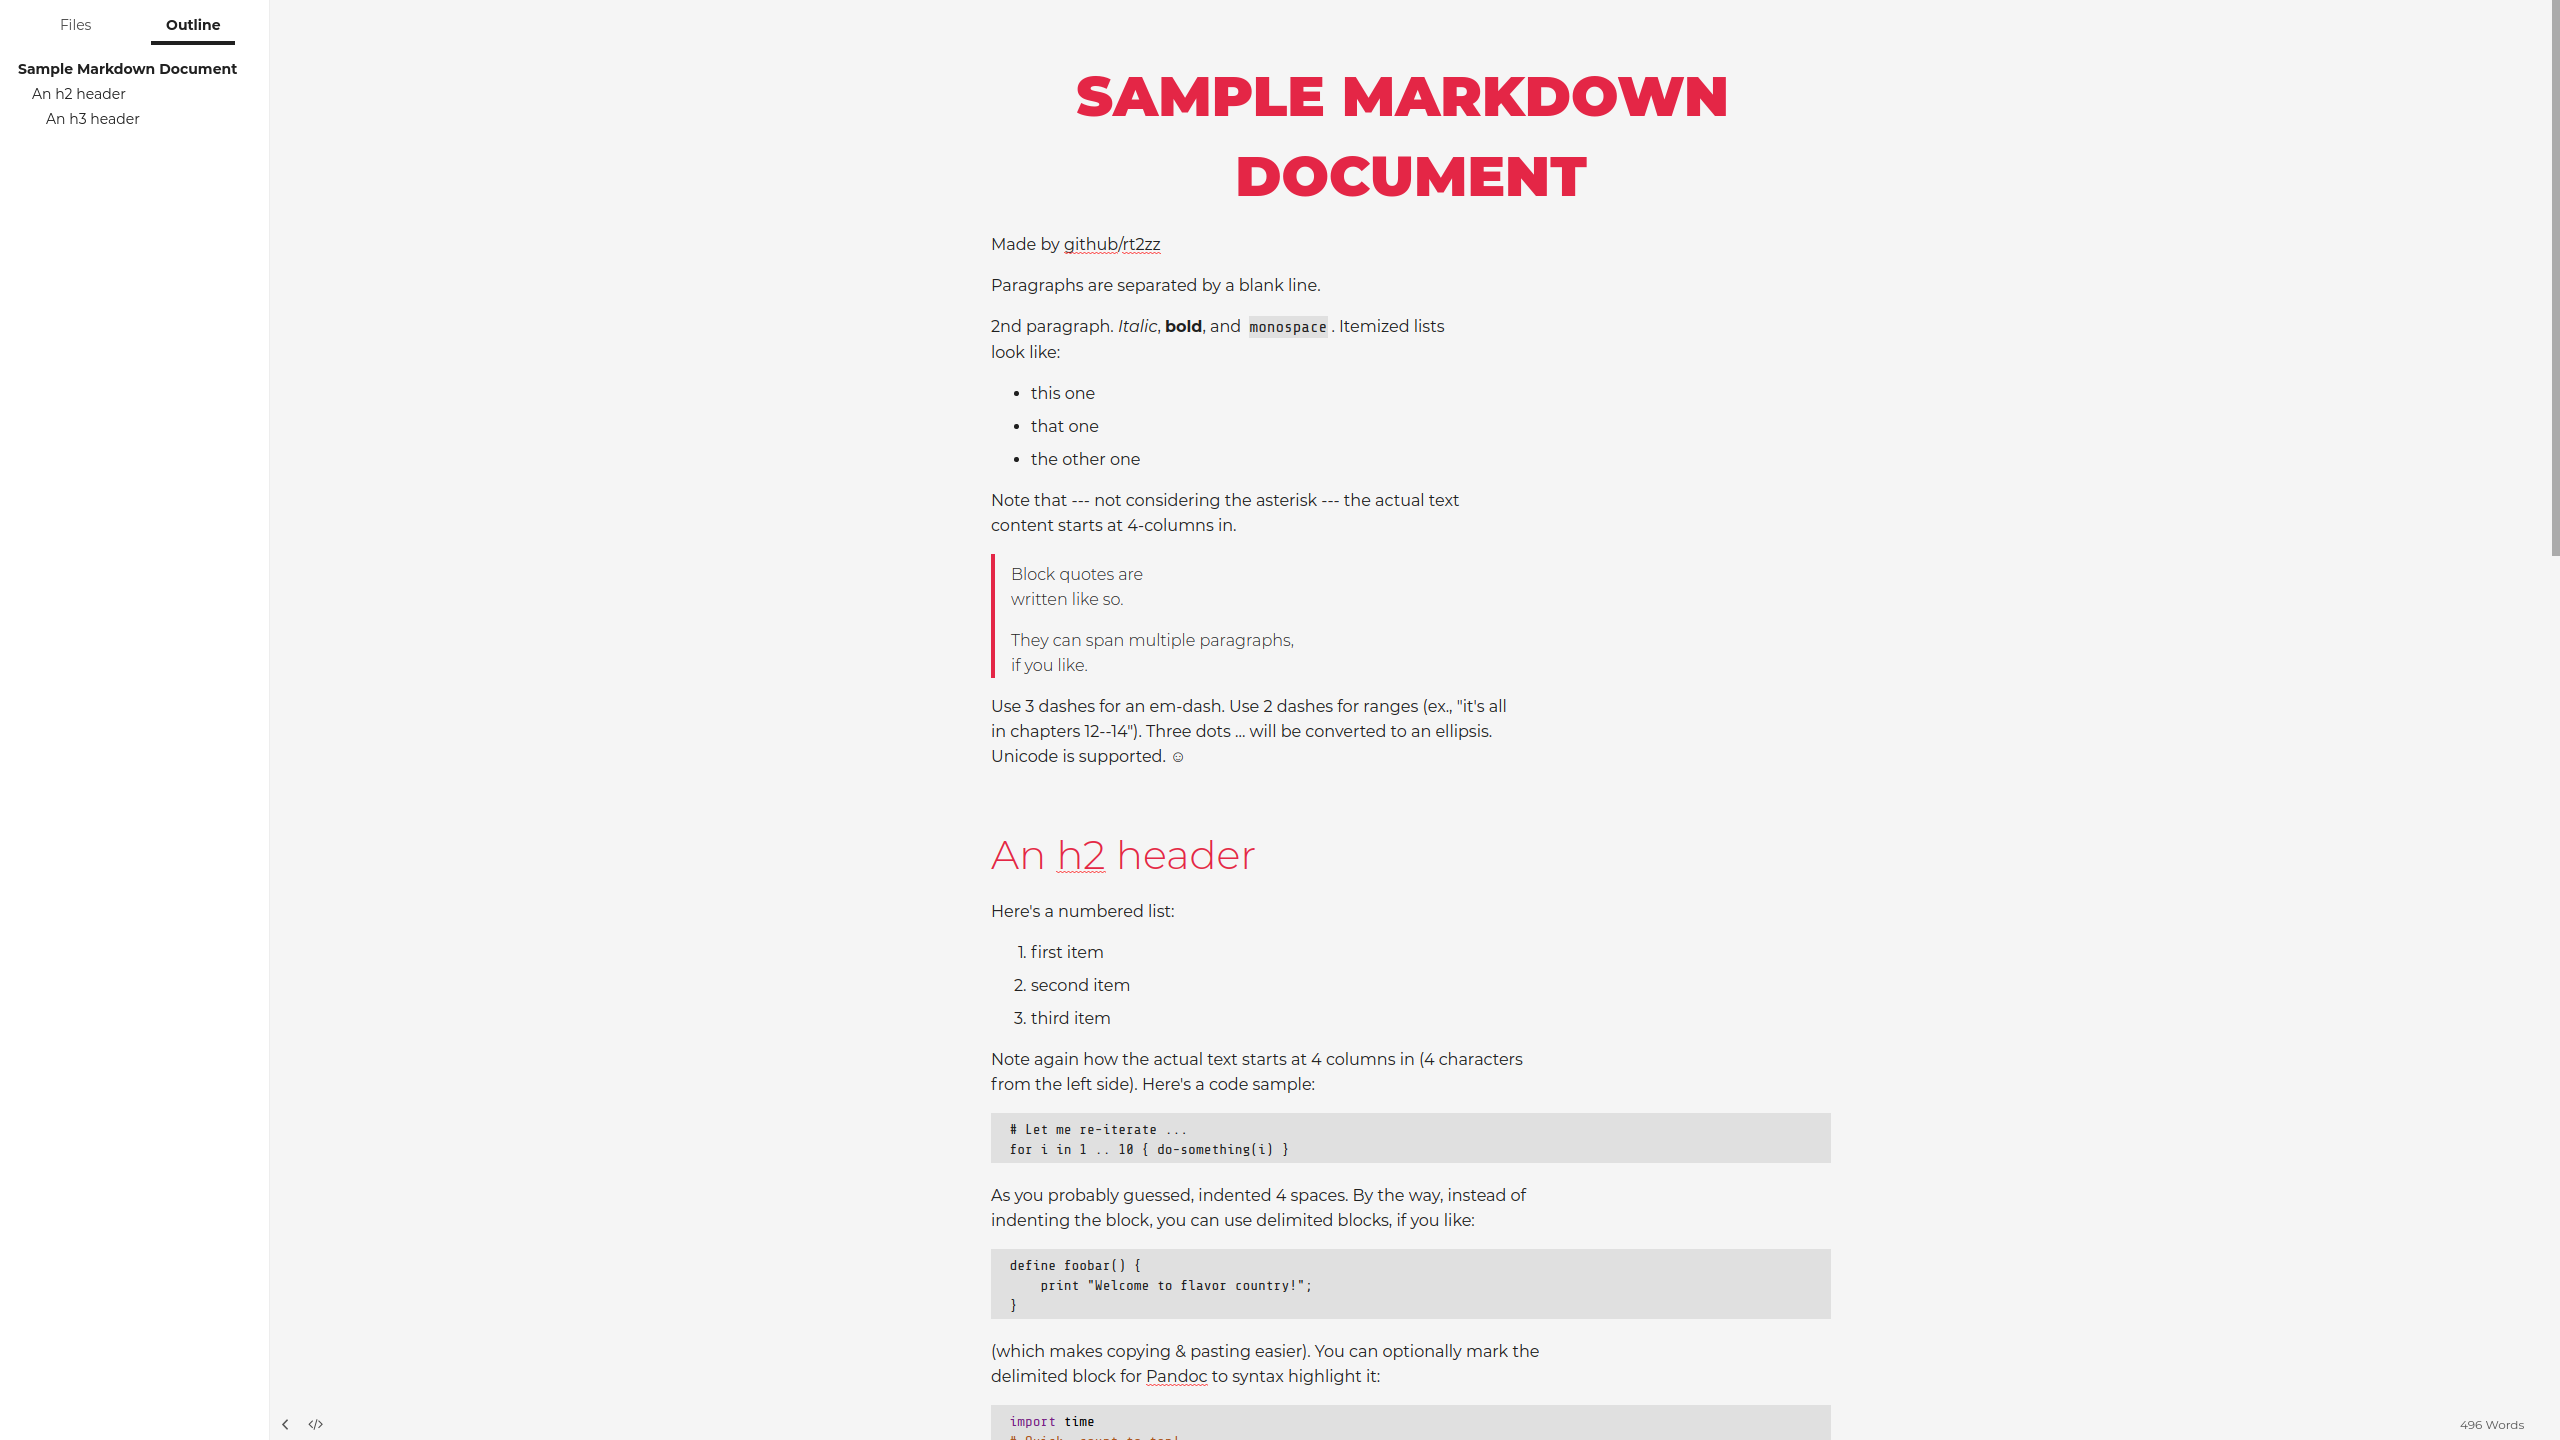 Files
Outline
Sample Markdown Document
An h2 header
An h3 header
SAMPLE MARKDOWN
DOCUMENT
Made by github/rt2zz
Paragraphs are separated by a blank line.
2nd paragraph. Italic, bold, and monospace . Itemized lists
look like:
• this one
• that one
• the other one
Note that --- not considering the asterisk --- the actual text
content starts at 4-columns in.
Block quotes are
written like so.
They can span multiple paragraphs,
if you like.
Use 3 dashes for an em-dash. Use 2 dashes for ranges (ex., "it's all
in chapters 12--14"). Three dots ... will be converted to an ellipsis.
Unicode is supported. ☺
An h2 header
Here's a numbered list:
1. first item
2. second item
3. third item
Note again how the actual text starts at 4 columns in (4 characters
from the left side). Here's a code sample:
# Let me re-iterate ...
for i in 1 .. 10 { do-something(i) }
As you probably guessed, indented 4 spaces. By the way, instead of
indenting the block, you can use delimited blocks, if you like:
define foobar() {
    print "Welcome to flavor country!";
}
(which makes copying & pasting easier). You can optionally mark the
delimited block for Pandoc to syntax highlight it:
import time
496 Words